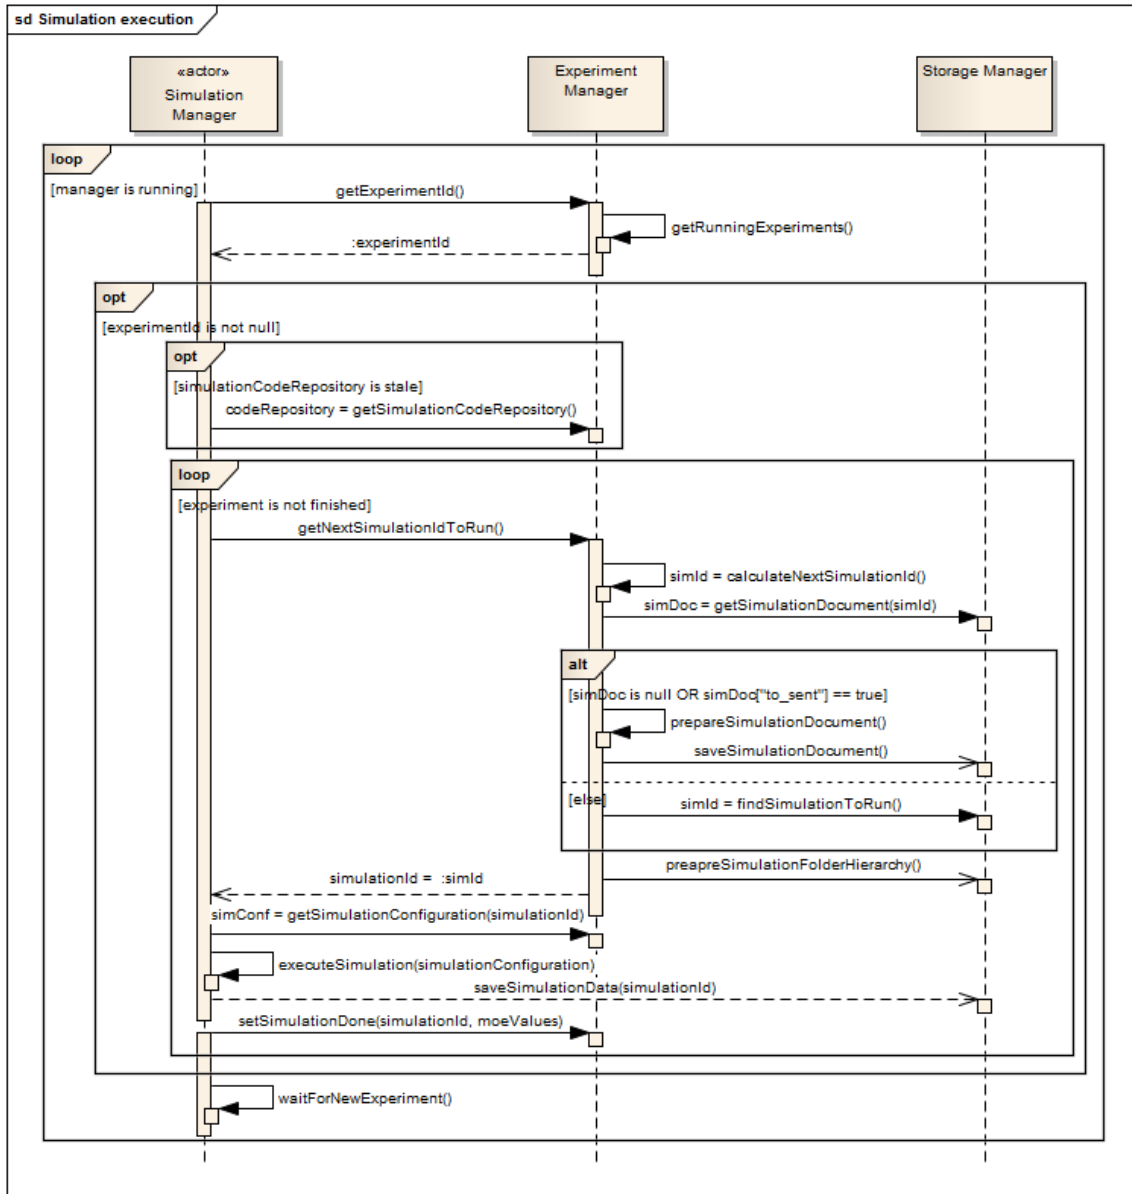 sd Simulation execution
«actor»
Simulation
Manager
Experiment
Manager
Storage Manager
loop
[manager is running]
getExperimentId()
getRunningExperiments()
:experimentId
opt
[experimentId is not null]
opt
[simulationCodeRepository is stale]
codeRepository = getSimulationCodeRepository()
loop
[experiment is not finished]
getNextSimulationIdToRun()
simId = calculateNextSimulationId()
simDoc = getSimulationDocument(simId)
alt
[simDoc is null OR simDoc["to_sent"] == true]
prepareSimulationDocument()
saveSimulationDocument()
[else]
simId = findSimulationToRun()
preapreSimulationFolderHierarchy()
simulationId = :simId
simConf = getSimulationConfiguration(simulationId)
executeSimulation(simulationConfiguration)
saveSimulationData(simulationId)
setSimulationDone(simulationId, moeValues)
waitForNewExperiment()